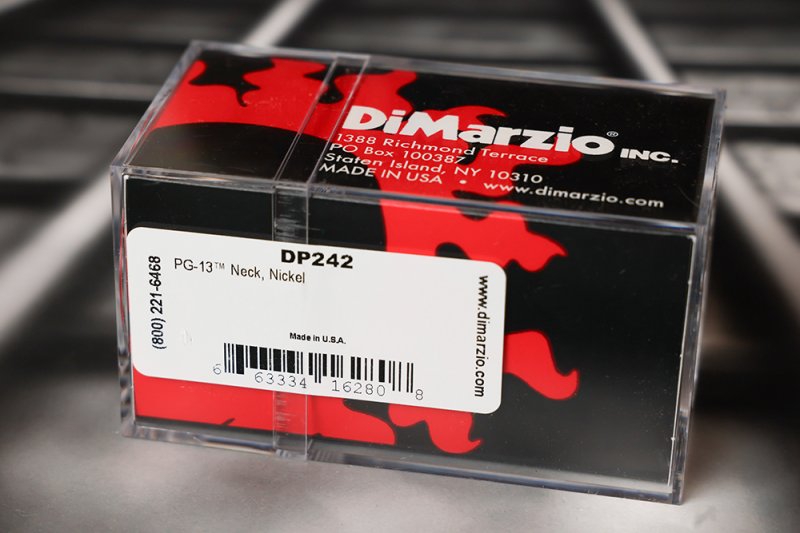 DiMarzio® INC.
1388 Richmond Terrace
PO Box 100387
Staten Island, NY 10310
MADE IN USA • www.dimarzio.com
DP242
PG-13™ Neck, Nickel
(800) 221-6468
www.dimarzio.com
Made in U.S.A.
6 63334 16280 8